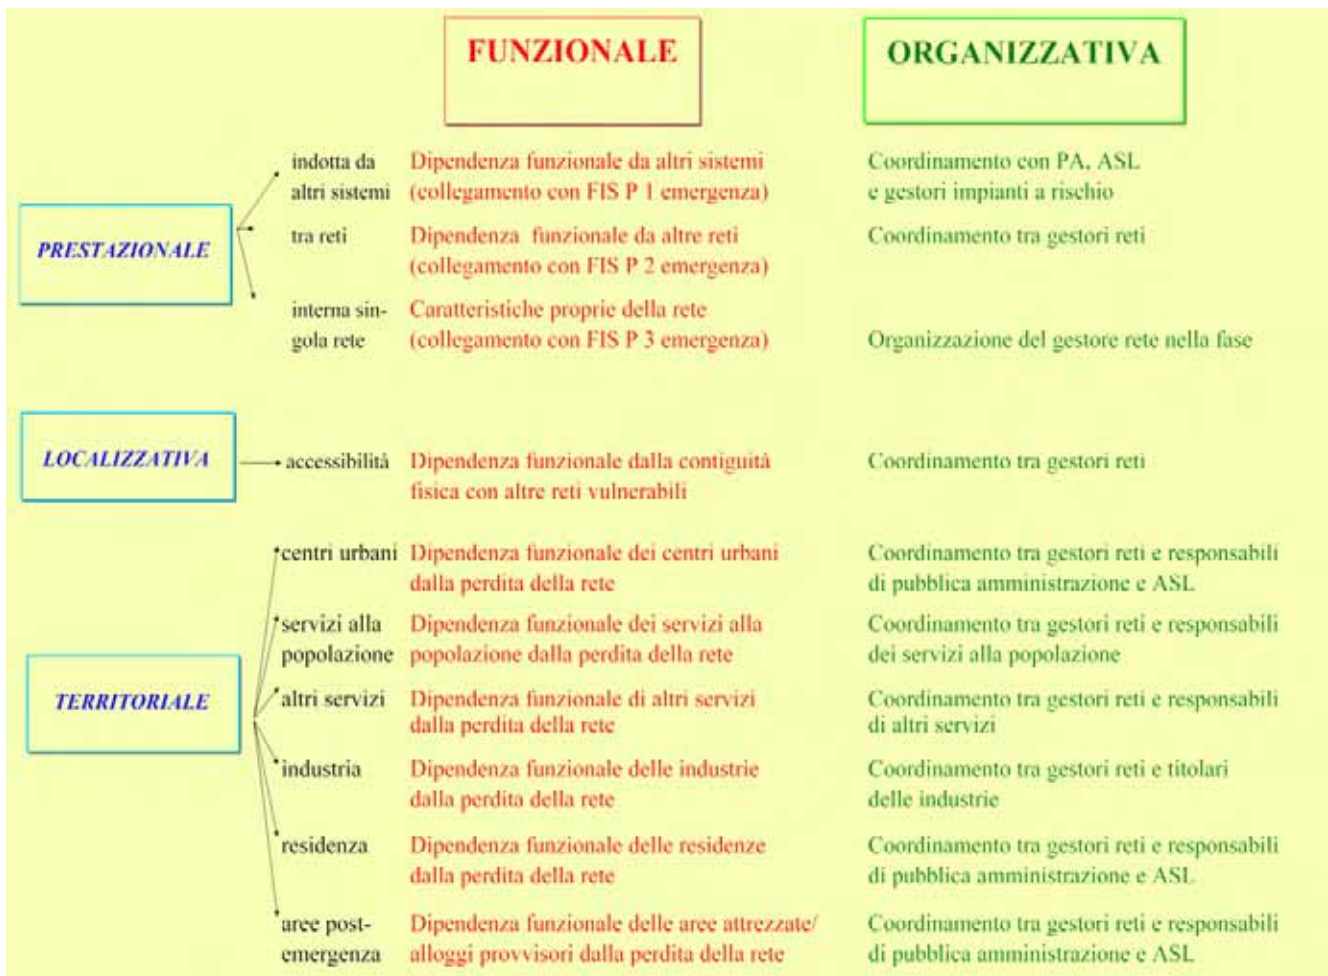 FUNZIONALE
ORGANIZZATIVA
PRESTAZIONALE
indotta da
altri sistemi
Dipendenza funzionale da altri sistemi
(collegamento con FIS P 1 emergenza)
Coordinamento con PA, ASL
e gestori impianti a rischio
tra reti
Dipendenza funzionale da altre reti
(collegamento con FIS P 2 emergenza)
Coordinamento tra gestori reti
interna sin-
gola rete
Caratteristiche proprie della rete
(collegamento con FIS P 3 emergenza)
Organizzazione del gestore rete nella fase
LOCALIZZATIVA
accessibilità
Dipendenza funzionale dalla contiguità
fisica con altre reti vulnerabili
Coordinamento tra gestori reti
TERRITORIALE
centri urbani
Dipendenza funzionale dei centri urbani
dalla perdita della rete
Coordinamento tra gestori reti e responsabili
di pubblica amministrazione e ASL
servizi alla
popolazione
Dipendenza funzionale dei servizi alla
popolazione dalla perdita della rete
Coordinamento tra gestori reti e responsabili
dei servizi alla popolazione
altri servizi
Dipendenza funzionale di altri servizi
dalla perdita della rete
Coordinamento tra gestori reti e responsabili
di altri servizi
industria
Dipendenza funzionale delle industrie
dalla perdita della rete
Coordinamento tra gestori reti e titolari
delle industrie
residenza
Dipendenza funzionale delle residenze
dalla perdita della rete
Coordinamento tra gestori reti e responsabili
di pubblica amministrazione e ASL
aree post-
emergenza
Dipendenza funzionale delle aree attrezzate/
alloggi provvisori dalla perdita della rete
Coordinamento tra gestori reti e responsabili
di pubblica amministrazione e ASL